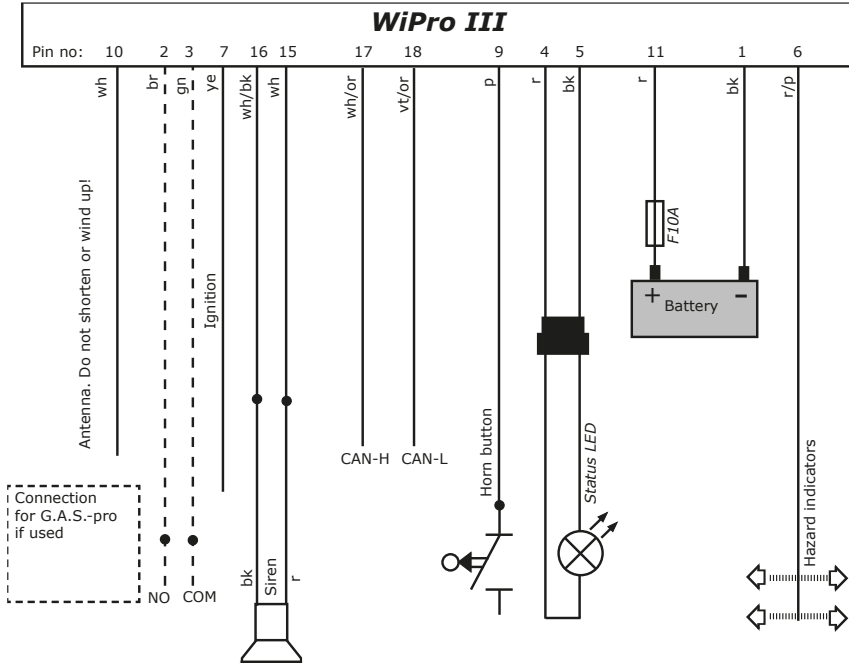 WiPro III
Pin no: 10 2 3 7 16 15 17 18 9 4 5 11 1 6
wh
br
gn
ye
wh/bk
wh
wh/or
vt/or
p
r
bk
r
bk
r/p
Antenna. Do not shorten or wind up!
Ignition
F10A
+ Battery -
CAN-H CAN-L
Horn button
Status LED
Hazard indicators
Connection
for G.A.S.-pro
if used
NO COM
bk
Siren
r